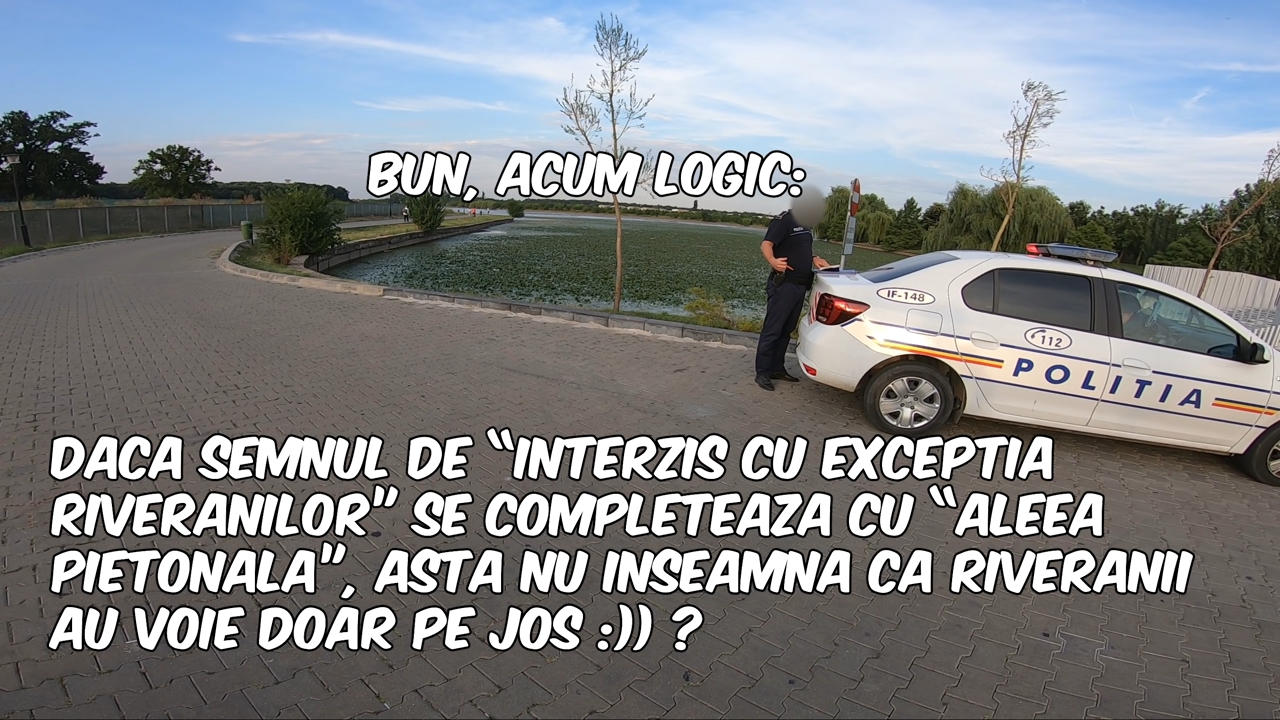 BUN, ACUM LOGIC:
IF-148
112
POLITIA
DACA SEMNUL DE "INTERZIS CU EXCEPTIA
RIVERANILOR" SE COMPLETEAZA CU "ALEEA
PIETONALA", ASTA NU INSEAMNA CA RIVERANII
AU VOIE DOAR PE JOS :)) ?